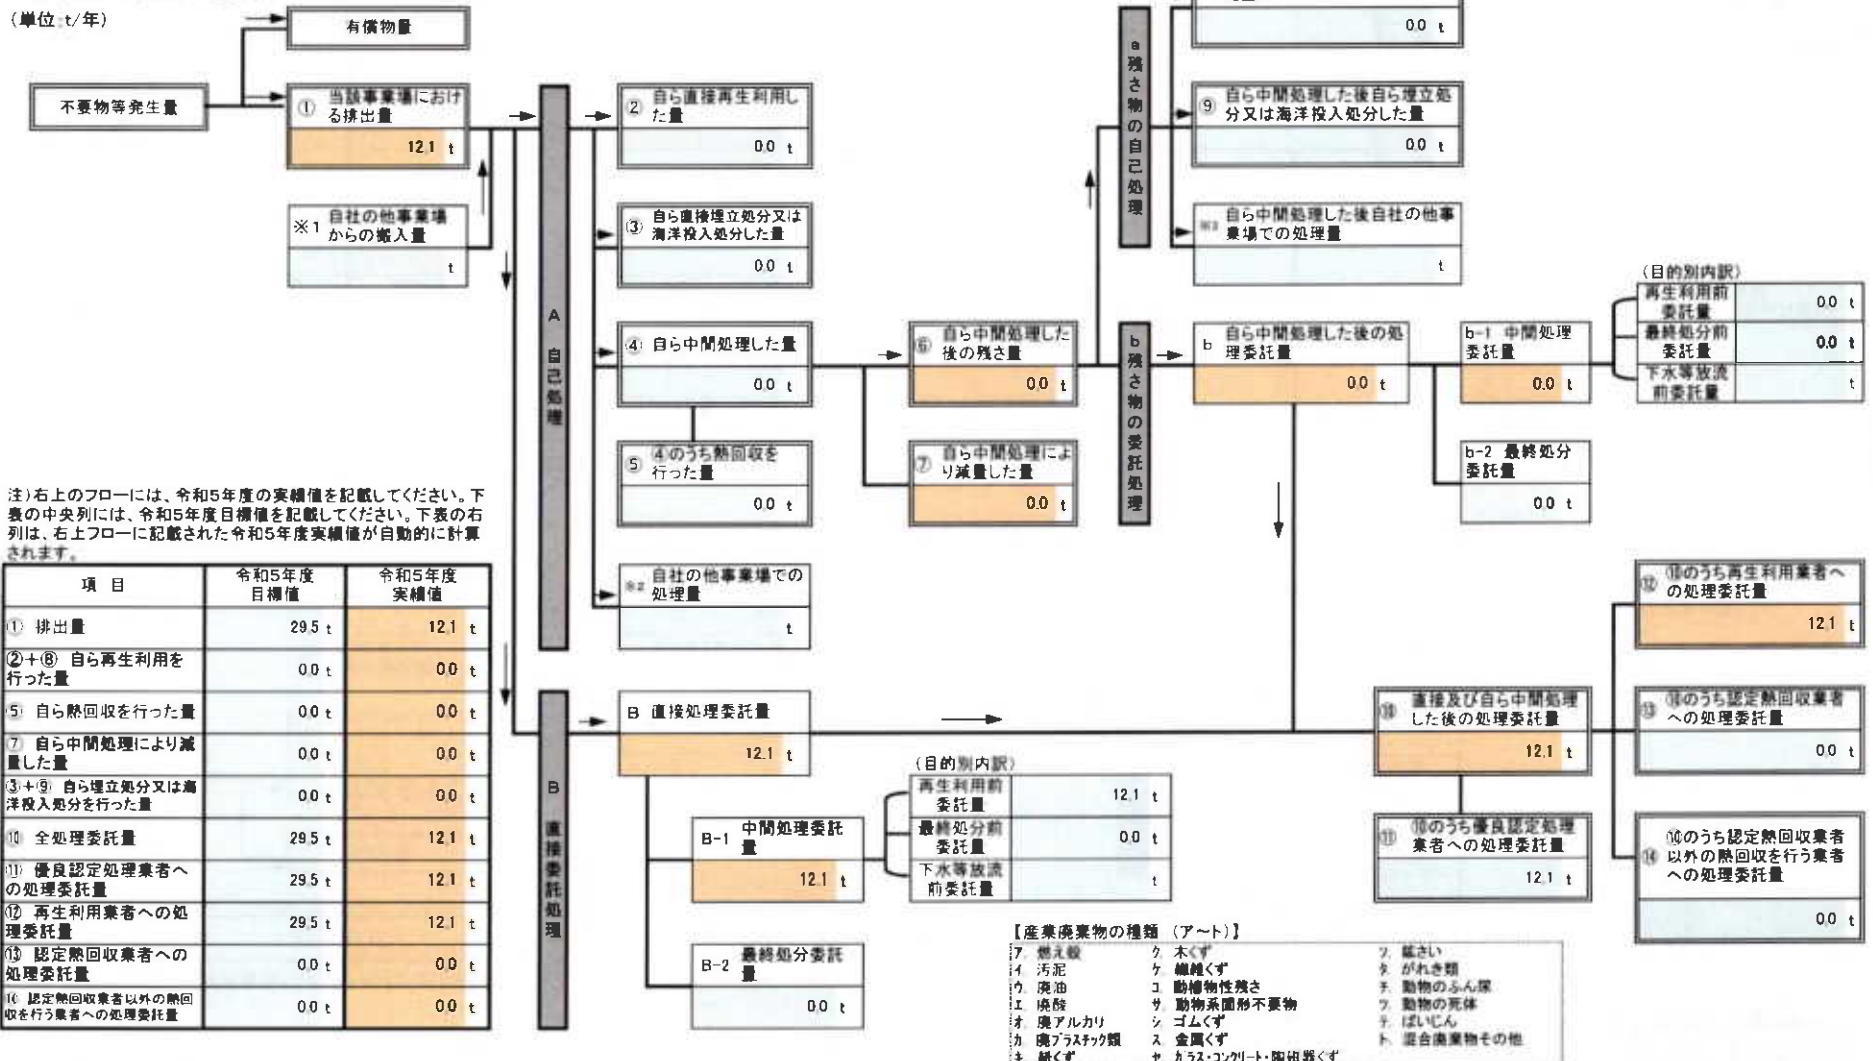 (単位:t/年)
有償物量
不要物等発生量
① 当該事業場におけ
る排出量
12.1 t
※1 自社の他事業場
からの搬入量
t
A 自己処理
② 自ら直接再生利用し
た量
0.0 t
③ 自ら直接埋立処分又は
海洋投入処分した量
0.0 t
④ 自ら中間処理した量
0.0 t
⑤ ④のうち熱回収を
行った量
0.0 t
※2 自社の他事業場での
処理量
t
⑥ 自ら中間処理した
後の残さ量
0.0 t
⑦ 自ら中間処理によ
り減量した量
0.0 t
a 残さ物の自己処理
0.0 t
⑨ 自ら中間処理した後自ら埋立処
分又は海洋投入処分した量
0.0 t
※3 自ら中間処理した後自社の他事
業場での処理量
t
b 残さ物の委託処理
b 自ら中間処理した後の処
理委託量
0.0 t
b-1 中間処理
委託量
0.0 t
(目的別内訳)
再生利用前
委託量 0.0 t
最終処分前
委託量 0.0 t
下水等放流
前委託量 t
b-2 最終処分
委託量
0.0 t
注)右上のフローには、令和5年度の実績値を記載してください。下
表の中央列には、令和5年度目標値を記載してください。下表の右
列は、右上フローに記載された令和5年度実績値が自動的に計算
されます。
項 目 令和5年度 目標値 令和5年度 実績値
① 排出量 29.5 t 12.1 t
②+⑧ 自ら再生利用を
行った量 0.0 t 0.0 t
⑤ 自ら熱回収を行った量 0.0 t 0.0 t
⑦ 自ら中間処理により減
量した量 0.0 t 0.0 t
③+⑨ 自ら埋立処分又は海
洋投入処分を行った量 0.0 t 0.0 t
⑩ 全処理委託量 29.5 t 12.1 t
⑪ 優良認定処理業者へ
の処理委託量 29.5 t 12.1 t
⑫ 再生利用業者への処
理委託量 29.5 t 12.1 t
⑬ 認定熱回収業者への
処理委託量 0.0 t 0.0 t
⑭ 認定熱回収業者以外の熱回
収を行う業者への処理委託量 0.0 t 0.0 t
B 直接委託処理
B 直接処理委託量
12.1 t
B-1 中間処理委託
量
12.1 t
(目的別内訳)
再生利用前
委託量 12.1 t
最終処分前
委託量 0.0 t
下水等放流
前委託量 t
B-2 最終処分委託
量
0.0 t
⑩ 直接及び自ら中間処理
した後の処理委託量
12.1 t
⑪ ⑩のうち優良認定処理
業者への処理委託量
12.1 t
⑫ ⑩のうち再生利用業者へ
の処理委託量
12.1 t
⑬ ⑩のうち認定熱回収業者
への処理委託量
0.0 t
⑭ ⑩のうち認定熱回収業者
以外の熱回収を行う業者
への処理委託量
0.0 t
【産業廃棄物の種類 (ア~ト)】
ア. 燃え殻 ク. 木くず ソ. 鉱さい
イ. 汚泥 ケ. 繊維くず タ. がれき類
ウ. 廃油 コ. 動植物性残さ チ. 動物のふん尿
エ. 廃酸 サ. 動物系固形不要物 ツ. 動物の死体
オ. 廃アルカリ シ. ゴムくず テ. ばいじん
カ. 廃プラスチック類 ス. 金属くず ト. 混合廃棄物その他
キ. 紙くず セ. ガラス・コンクリート・陶磁器くず